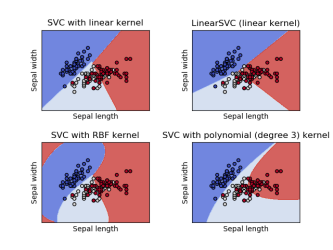 SVC with linear kernel
LinearSVC (linear kernel)
Sepal width
Sepal length
Sepal width
Sepal length
SVC with RBF kernel
SVC with polynomial (degree 3) kernel
Sepal width
Sepal length
Sepal width
Sepal length